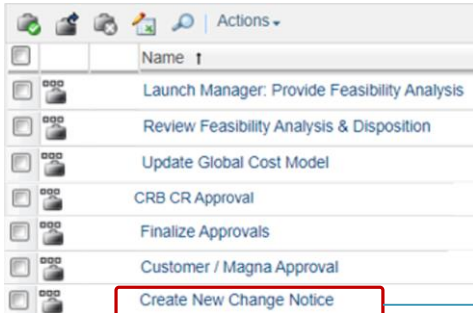 Actions
Name
Launch Manager: Provide Feasibility Analysis
Review Feasibility Analysis & Disposition
Update Global Cost Model
CRB CR Approval
Finalize Approvals
Customer / Magna Approval
Create New Change Notice